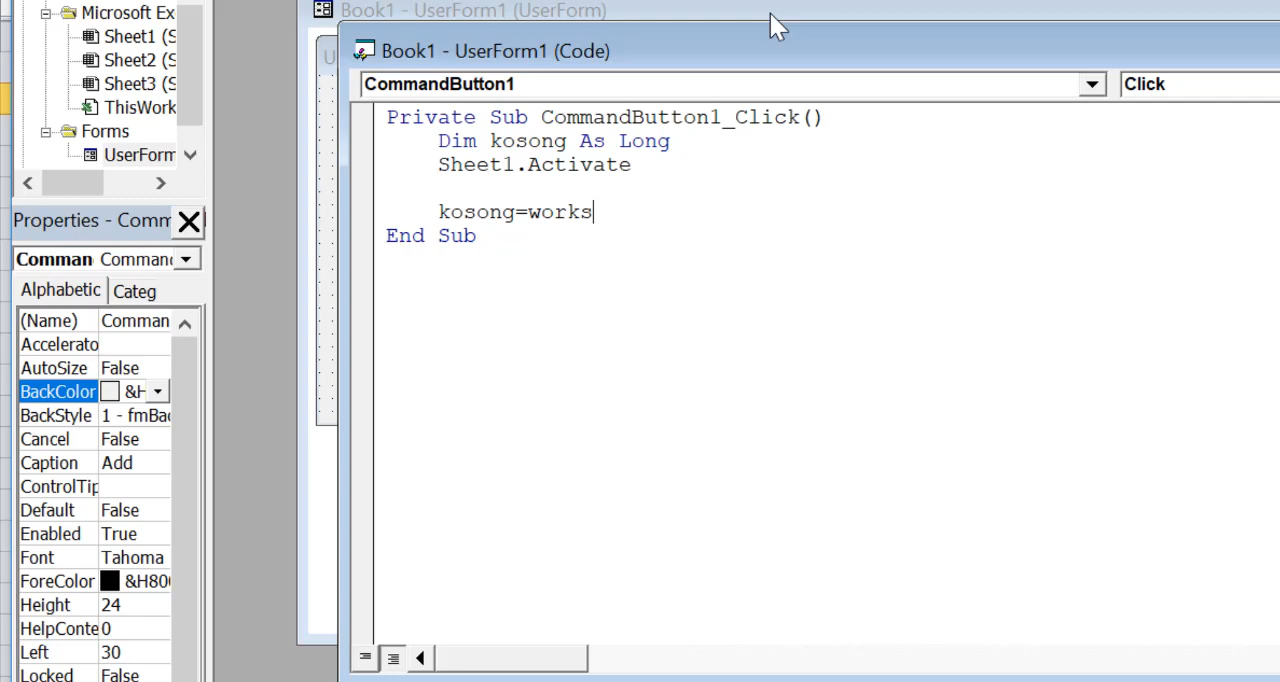 Microsoft Ex
Sheet1 (S
Sheet2 (S
Sheet3 (S
ThisWork
Forms
UserForm
Properties - Comm
Comman Command
Alphabetic
Categ
(Name) Comman
Accelerato
AutoSize False
BackColor &H
BackStyle 1 - fmBac
Cancel False
Caption Add
ControlTip
Default False
Enabled True
Font Tahoma
ForeColor &H800
Height 24
HelpConte 0
Left 30
Locked False
Book1 - UserForm1 (UserForm)
U
Book1 - UserForm1 (Code)
CommandButton1
Click
Private Sub CommandButton1_Click()
Dim kosong As Long
Sheet1.Activate
kosong=works
End Sub